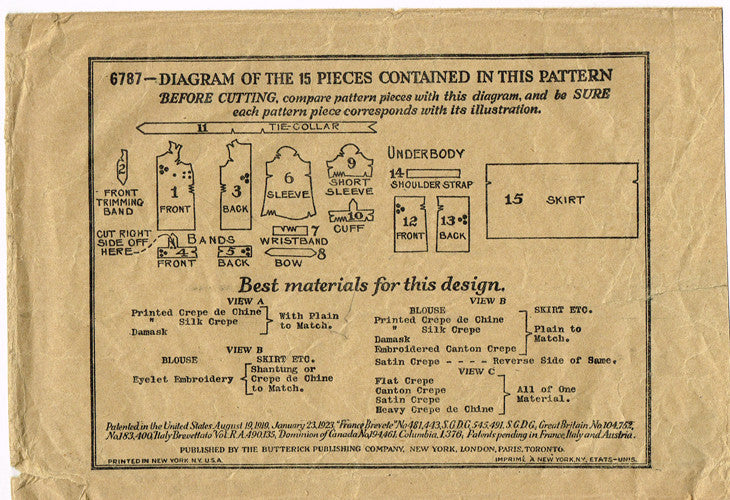 6787—DIAGRAM OF THE 15 PIECES CONTAINED IN THIS PATTERN
BEFORE CUTTING, compare pattern pieces with this diagram, and be SURE
each pattern piece corresponds with its illustration.
11 TIE-COLLAR
2
FRONT
TRIMMING
BAND
1
FRONT
3
BACK
6
SLEEVE
9
SHORT
SLEEVE
10
CUFF
UNDERBODY
14
SHOULDER-STRAP
12
FRONT
13
BACK
15 SKIRT
CUT RIGHT
SIDE OFF
HERE
BANDS
4
FRONT
5
BACK
7
WRISTBAND
8
BOW
Best materials for this design.
VIEW A
Printed Crepe de Chine
" Silk Crepe
Damask
With Plain
to Match.
VIEW B
BLOUSE SKIRT ETC.
Eyelet Embroidery
Shantung or
Crepe de Chine
to Match.
VIEW B
BLOUSE SKIRT ETC.
Printed Crepe de Chine
" Silk Crepe
Damask
Embroidered Canton Crepe
Plain to
Match.
Satin Crepe - - - - Reverse Side of Same.
VIEW C
Flat Crepe
Canton Crepe
Satin Crepe
Heavy Crepe de Chine
All of One
Material.
Patented in the United States August 19, 1919, January 23, 1923, "France Brevete" No 481,443, S.G.D.G, 545,491, S.G.D.G, Great Britain No. 104,752,
No. 183,400, Italy Brevettato Vol. R.A. 490,135, Dominion of Canada No. 194461, Columbia, 1,576, Patents pending in France, Italy and Austria.
PUBLISHED BY THE BUTTERICH PUBLISHING COMPANY, NEW YORK, LONDON, PARIS, TORONTO.
PRINTED IN NEW YORK, N.Y. U.S.A. IMPRIMÉ A NEW YORK, N.Y., ETATS-UNIS.